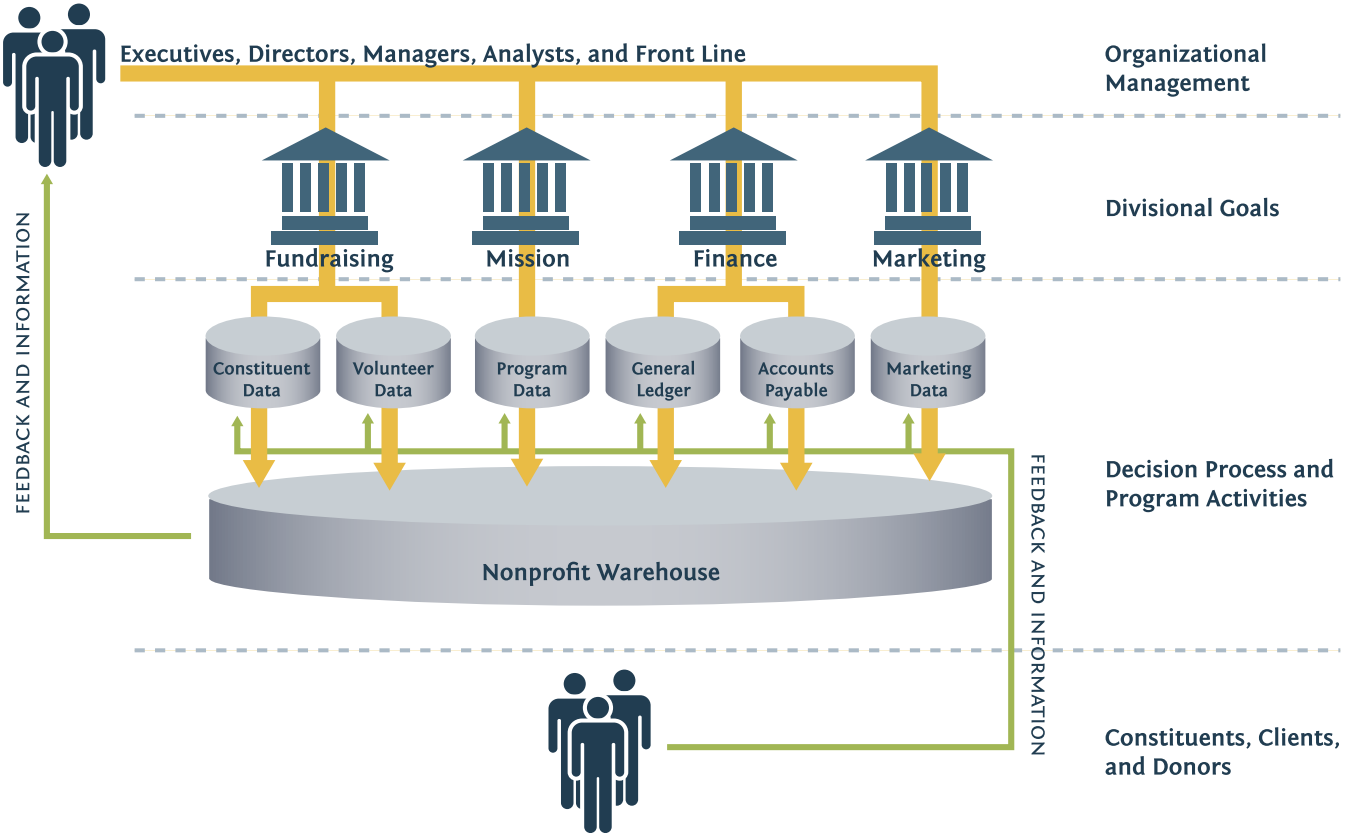 Executives, Directors, Managers, Analysts, and Front Line
Organizational
Management
Divisional Goals
Fundraising
Mission
Finance
Marketing
FEEDBACK AND INFORMATION
Constituent
Data
Volunteer
Data
Program
Data
General
Ledger
Accounts
Payable
Marketing
Data
Decision Process and
Program Activities
Nonprofit Warehouse
FEEDBACK AND INFORMATION
Constituents, Clients,
and Donors